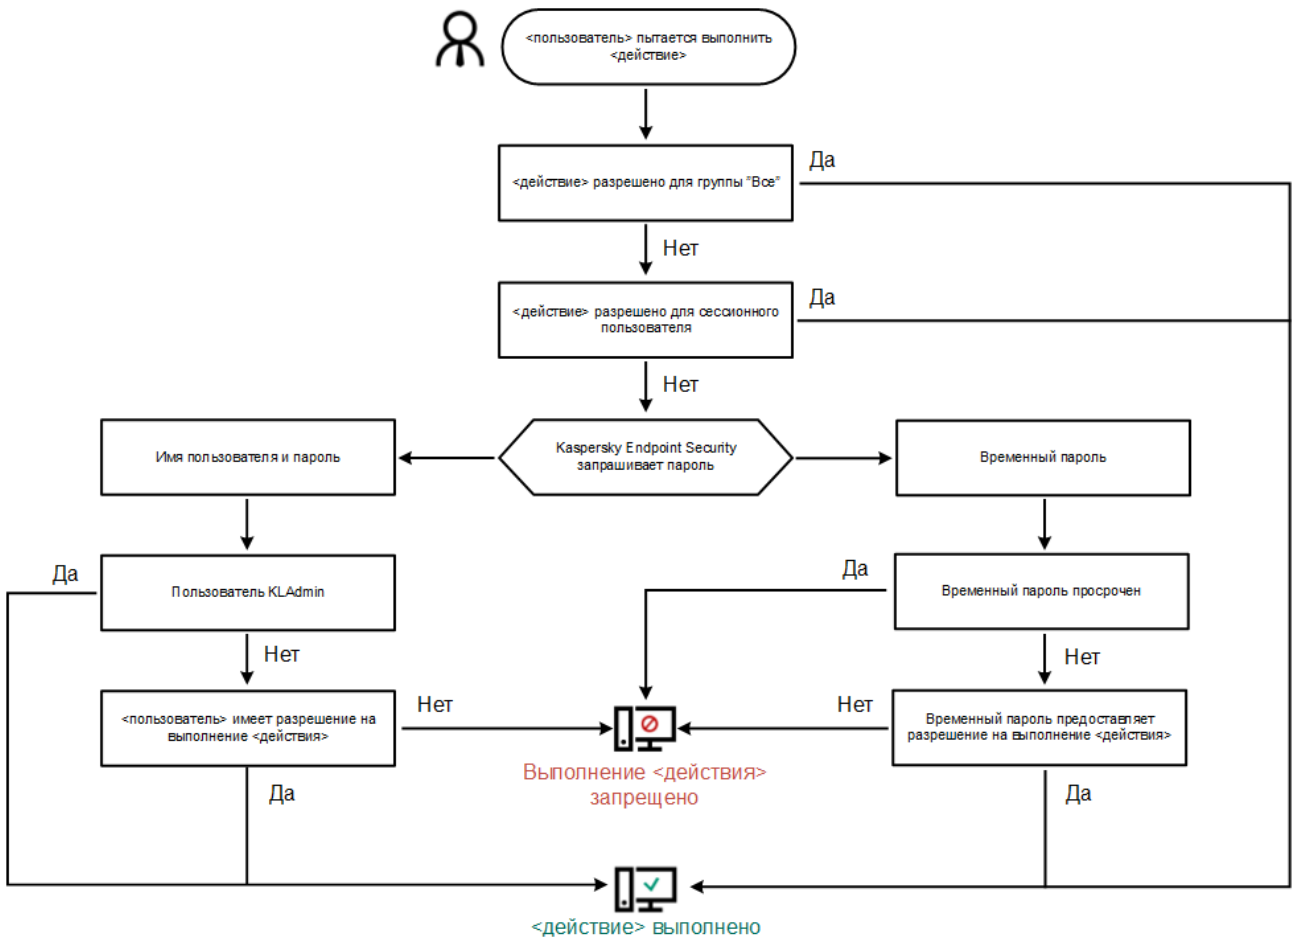 <пользователь> пытается выполнить
<действие>
Да
<действие> разрешено для группы "Все"
Нет
Да
<действие> разрешено для сессионного
пользователя
Нет
Имя пользователя и пароль
Kaspersky Endpoint Security
запрашивает пароль
Временный пароль
Да
Пользователь KLAdmin
Да
Временный пароль просрочен
Нет
Нет
<пользователь> имеет разрешение на
выполнение <действия>
Нет
Нет
Временный пароль предоставляет
разрешение на выполнение <действия>
Выполнение <действия>
запрещено
Да
Да
<действие> выполнено